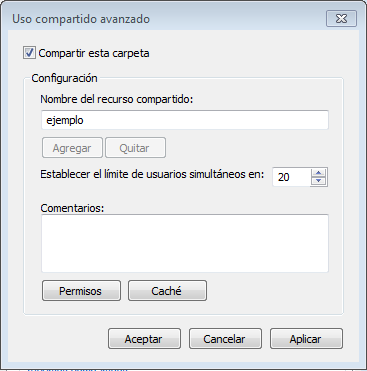 Uso compartido avanzado
Compartir esta carpeta
Configuración
Nombre del recurso compartido:
ejemplo
Agregar Quitar
Establecer el límite de usuarios simultáneos en: 20
Comentarios:
Permisos Caché
Aceptar Cancelar Aplicar